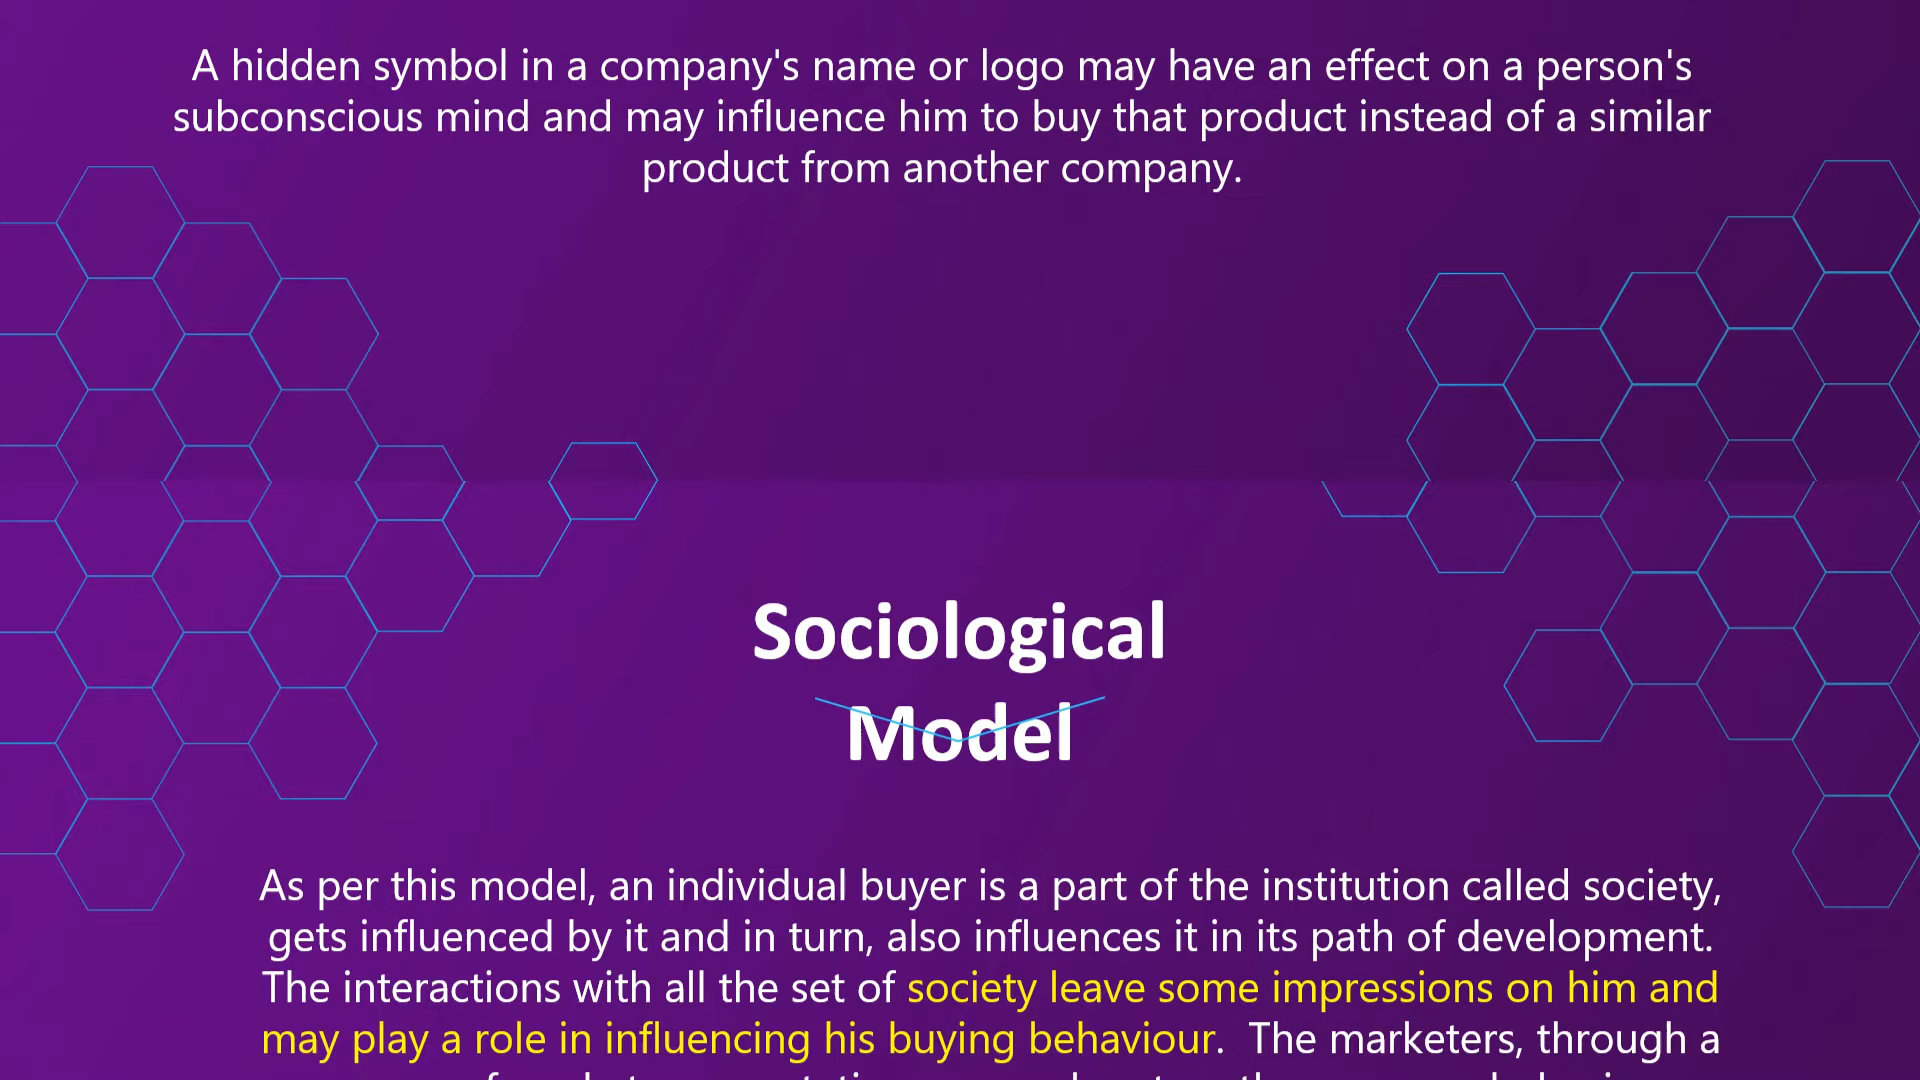 A hidden symbol in a company's name or logo may have an effect on a person's
subconscious mind and may influence him to buy that product instead of a similar
product from another company.
Sociological
Model
As per this model, an individual buyer is a part of the institution called society,
gets influenced by it and in turn, also influences it in its path of development.
The interactions with all the set of society leave some impressions on him and
may play a role in influencing his buying behaviour.  The marketers, through a